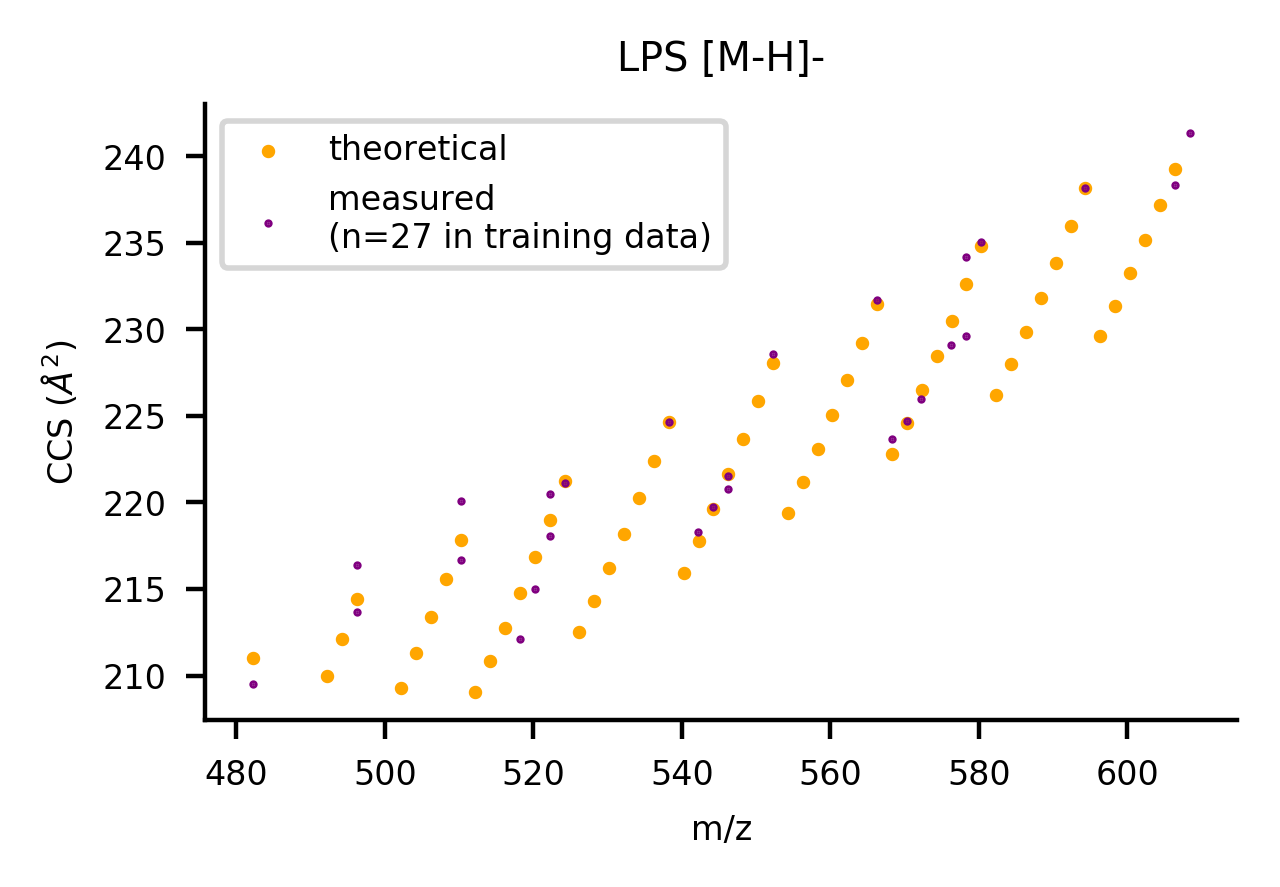 LPS [M-H]-
theoretical
measured
(n=27 in training data)
CCS (Å²)
240
235
230
225
220
215
210
480 500 520 540 560 580 600
m/z